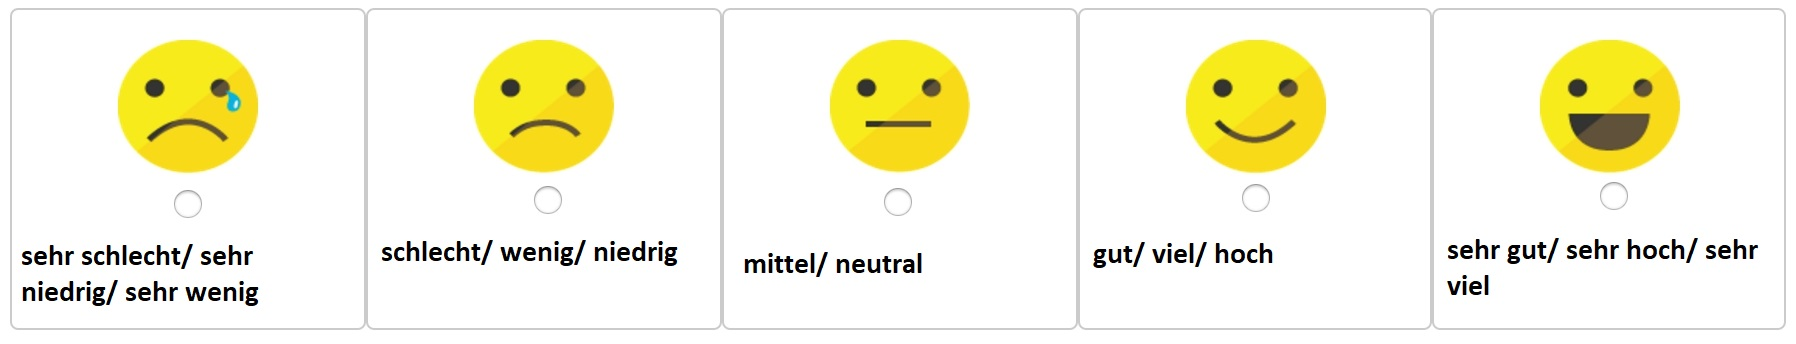 sehr schlecht/ sehr
niedrig/ sehr wenig
schlecht/ wenig/ niedrig
mittel/ neutral
gut/ viel/ hoch
sehr gut/ sehr hoch/ sehr
viel